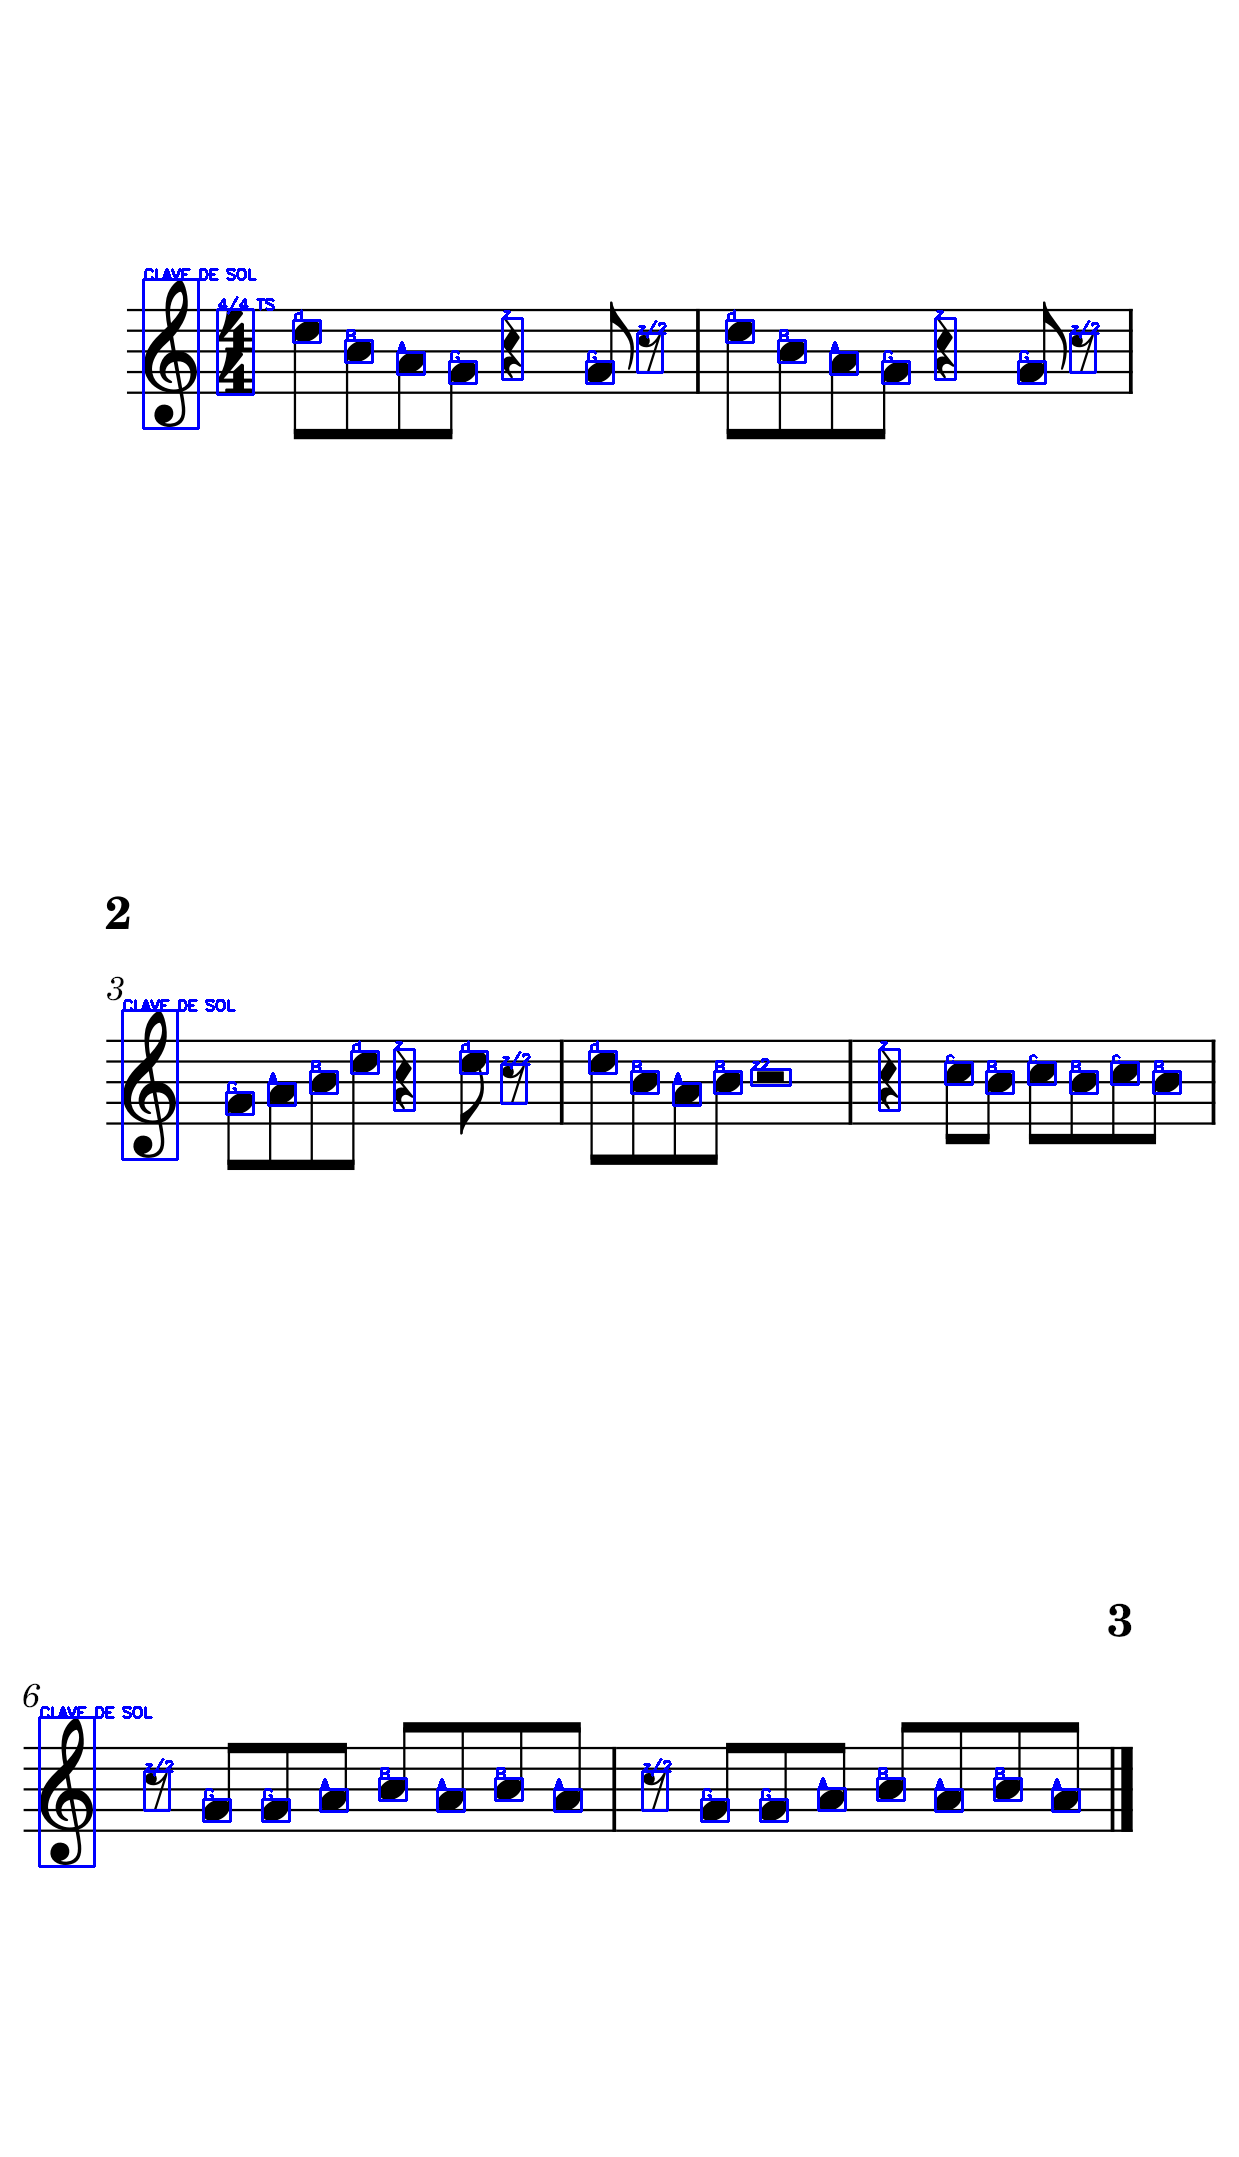 CLAVE DE SOL
4/4 TS
d B A G z G z/2 d B A G z G z/2
2
3
CLAVE DE SOL
G A B d z d z/2 d B A B z2 z C B C B C B
3
6
CLAVE DE SOL
z/2 G G A B A B A z/2 G G A B A B A